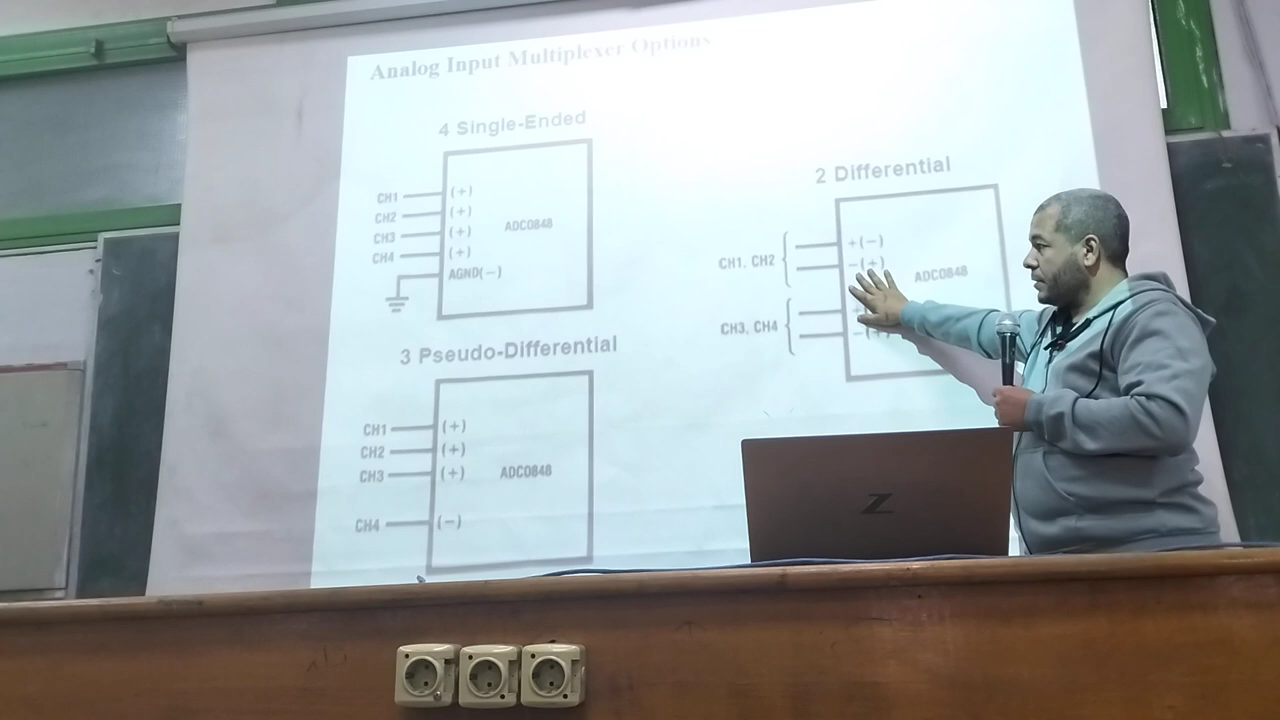 Analog Input Multiplexer Options
4 Single-Ended
CH1 (+)
CH2 (+)
CH3 (+)
CH4 (+)
AGND(−)
ADC0848
2 Differential
CH1, CH2
+(−)
−(+)
CH3, CH4
ADC0848
3 Pseudo-Differential
CH1 (+)
CH2 (+)
CH3 (+)
CH4 (−)
ADC0848
Z